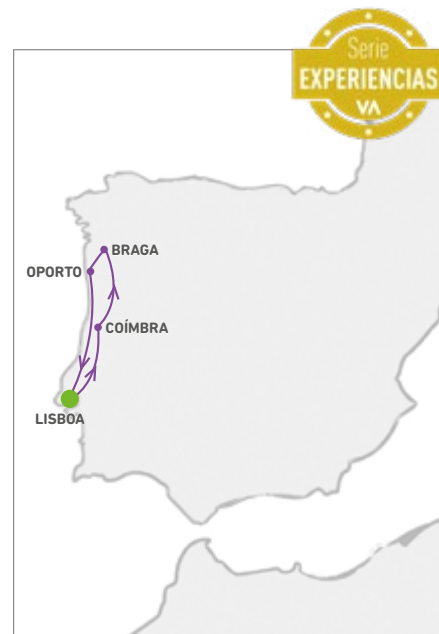 Serie
EXPERIENCIAS
VA
BRAGA
OPORTO
COÍMBRA
LISBOA